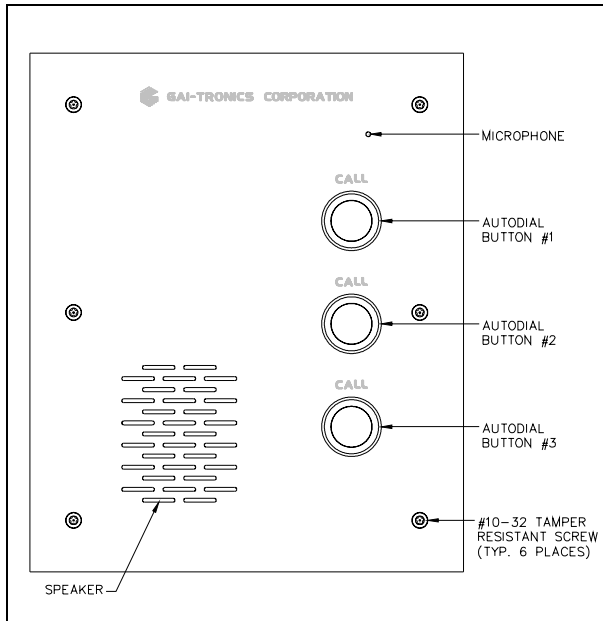 GAI-TRONICS CORPORATION
MICROPHONE
CALL
AUTODIAL
BUTTON #1
CALL
AUTODIAL
BUTTON #2
CALL
AUTODIAL
BUTTON #3
#10-32 TAMPER
RESISTANT SCREW
(TYP. 6 PLACES)
SPEAKER